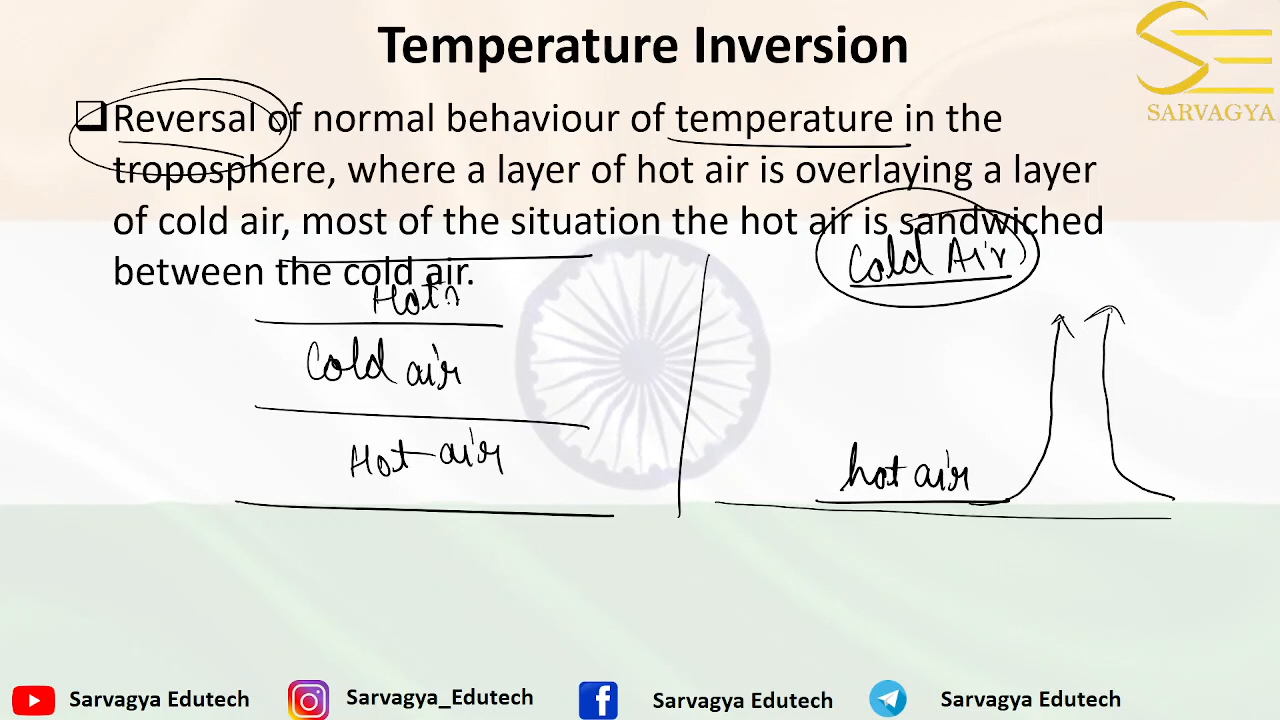 Temperature Inversion
SARVAGYA
Reversal of normal behaviour of temperature in the
troposphere, where a layer of hot air is overlaying a layer
of cold air, most of the situation the hot air is sandwiched
between the cold air.
Cold Air
Hot
Cold air
Hot air
hot air
Sarvagya Edutech
Sarvagya_Edutech
Sarvagya Edutech
Sarvagya Edutech